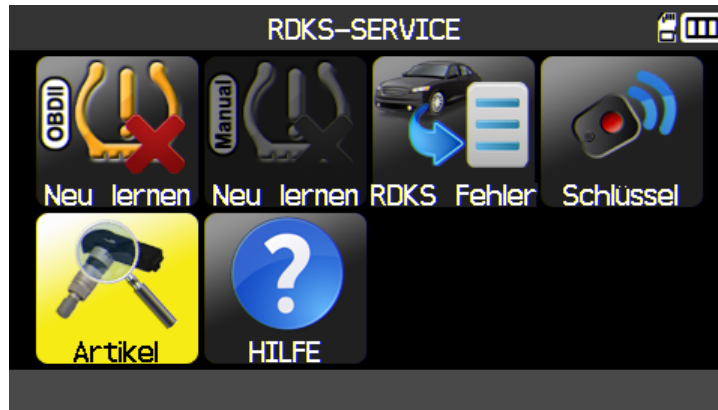 RDKS-SERVICE
OBDII
Neu lernen
Manual
Neu lernen
RDKS Fehler
Schlüssel
Artikel
?
HILFE